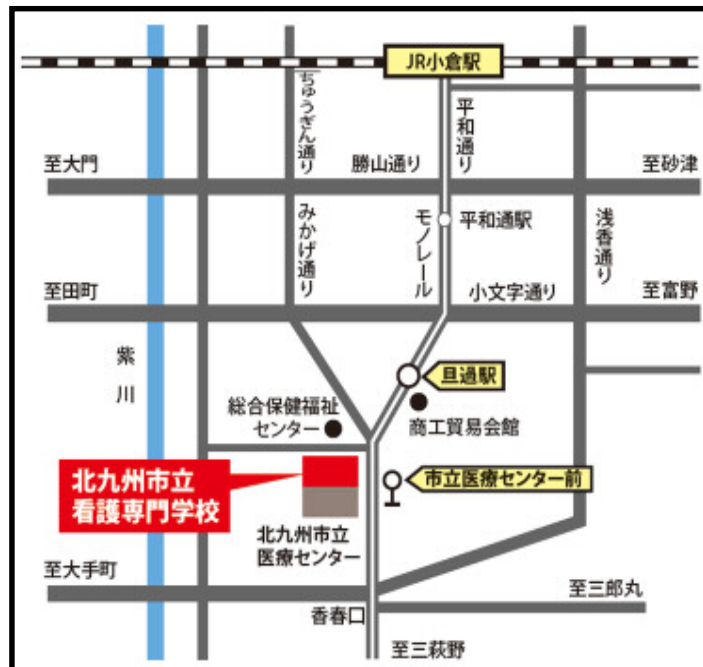 JR小倉駅
ちゅうぎん通り
平和通り
至大門
勝山通り
至砂津
みかげ通り
モノレール
平和通駅
浅香通り
至田町
小文字通り
至富野
紫川
旦過駅
総合保健福祉
センター
商工貿易会館
北九州市立
看護専門学校
市立医療センター前
北九州市立
医療センター
至大手町
香春口
至三郎丸
至三萩野